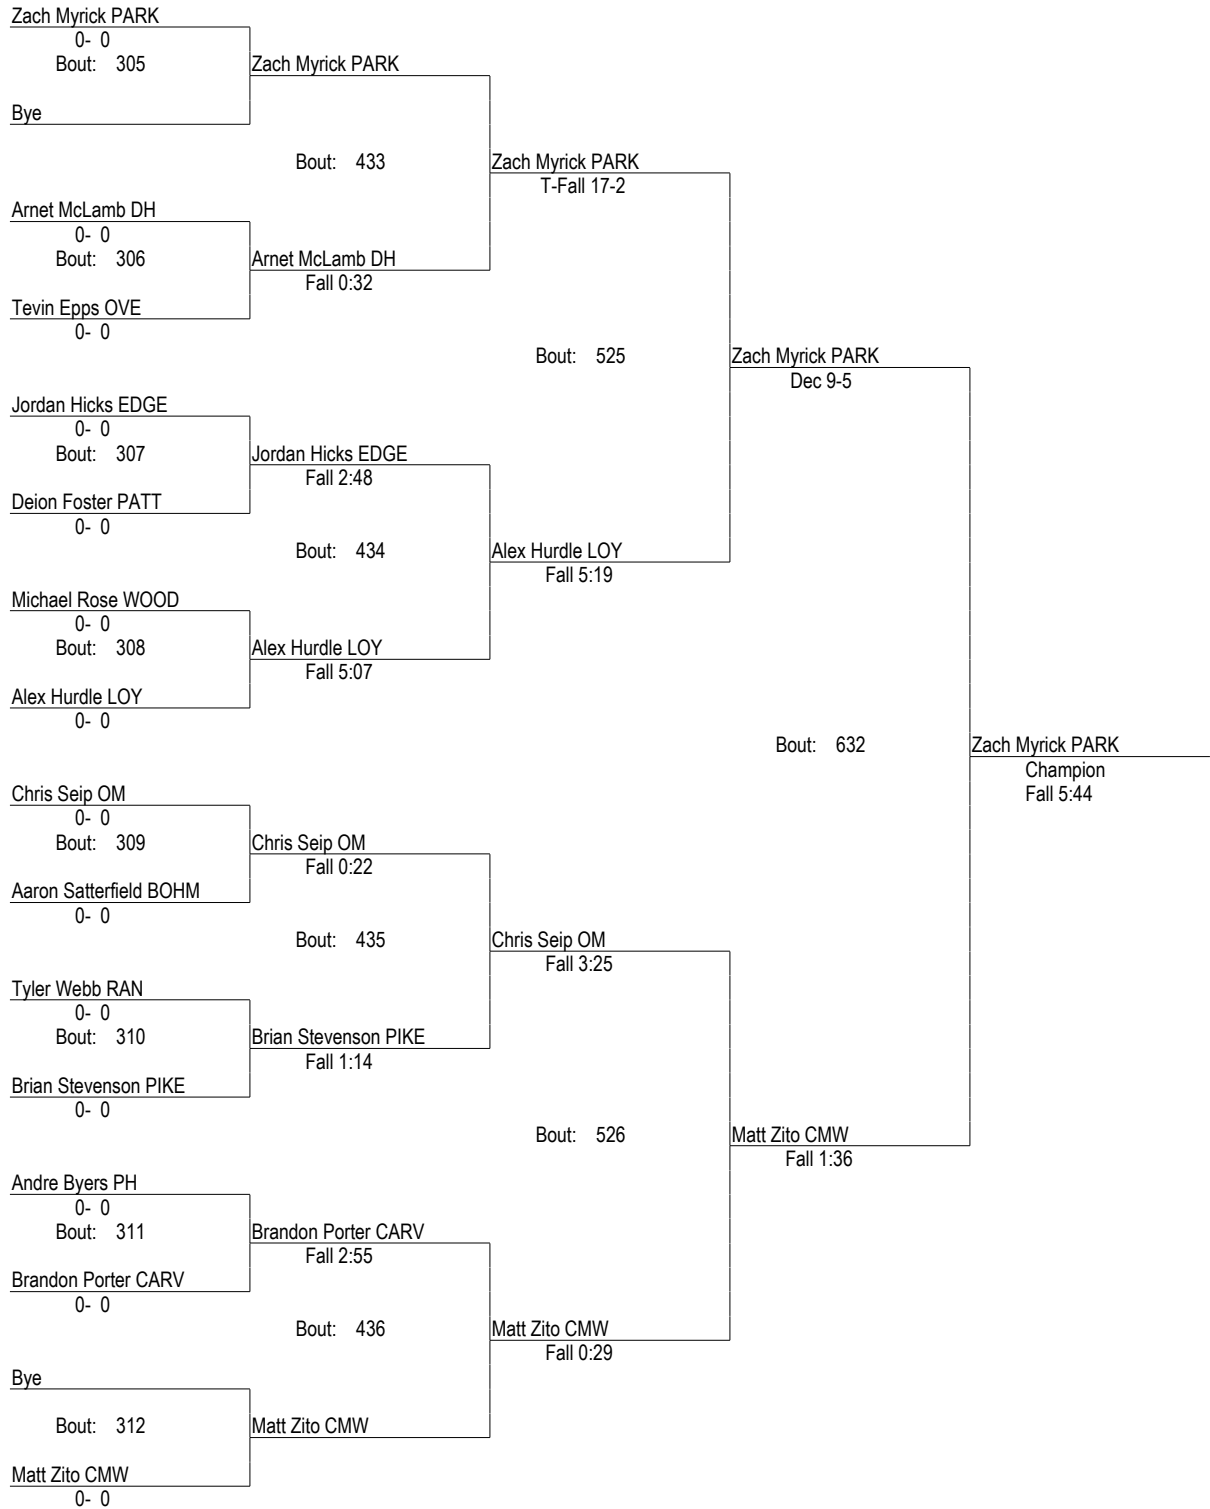 Zach Myrick PARK
0- 0
Bout: 305
Zach Myrick PARK
Bye
Bout: 433
Zach Myrick PARK
T-Fall 17-2
Arnet McLamb DH
0- 0
Bout: 306
Arnet McLamb DH
Fall 0:32
Tevin Epps OVE
0- 0
Bout: 525
Zach Myrick PARK
Dec 9-5
Jordan Hicks EDGE
0- 0
Bout: 307
Jordan Hicks EDGE
Fall 2:48
Deion Foster PATT
0- 0
Bout: 434
Alex Hurdle LOY
Fall 5:19
Michael Rose WOOD
0- 0
Bout: 308
Alex Hurdle LOY
Fall 5:07
Alex Hurdle LOY
0- 0
Bout: 632
Zach Myrick PARK
Champion
Fall 5:44
Chris Seip OM
0- 0
Bout: 309
Chris Seip OM
Fall 0:22
Aaron Satterfield BOHM
0- 0
Bout: 435
Chris Seip OM
Fall 3:25
Tyler Webb RAN
0- 0
Bout: 310
Brian Stevenson PIKE
Fall 1:14
Brian Stevenson PIKE
0- 0
Bout: 526
Matt Zito CMW
Fall 1:36
Andre Byers PH
0- 0
Bout: 311
Brandon Porter CARV
Fall 2:55
Brandon Porter CARV
0- 0
Bout: 436
Matt Zito CMW
Fall 0:29
Bye
Bout: 312
Matt Zito CMW
Matt Zito CMW
0- 0